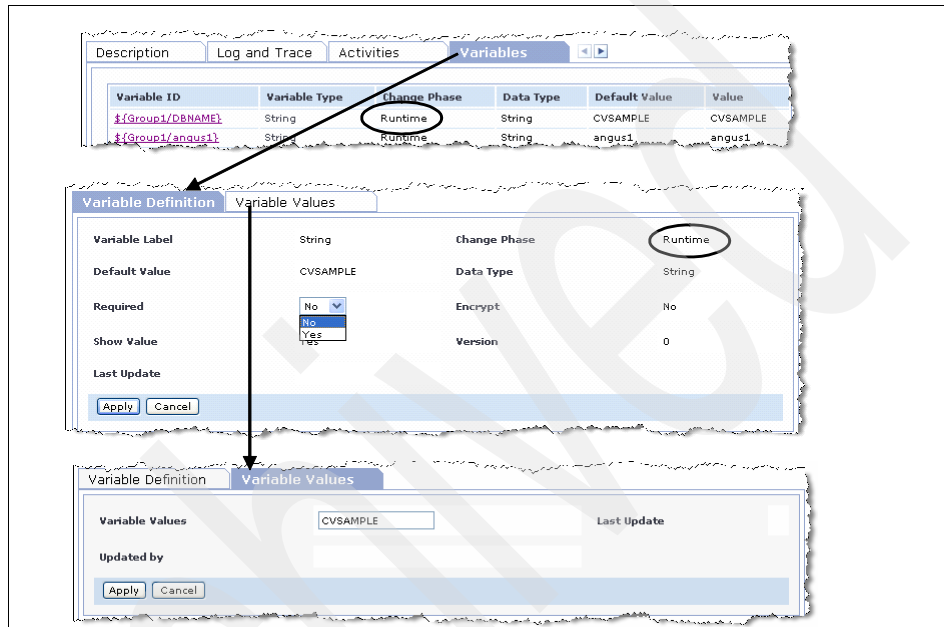 Description Log and Trace Activities Variables
Variable ID Variable Type Change Phase Data Type Default Value Value
${Group1/DBNAME} String Runtime String CVSAMPLE CVSAMPLE
${Group1/angus1} String Runtime String angus1 angus1
Variable Definition Variable Values
Variable Label String Change Phase Runtime
Default Value CVSAMPLE Data Type String
Required No Encrypt No
No
Yes
Show Value Yes Version 0
Last Update
Apply Cancel
Variable Definition Variable Values
Variable Values CVSAMPLE Last Update
Updated by
Apply Cancel